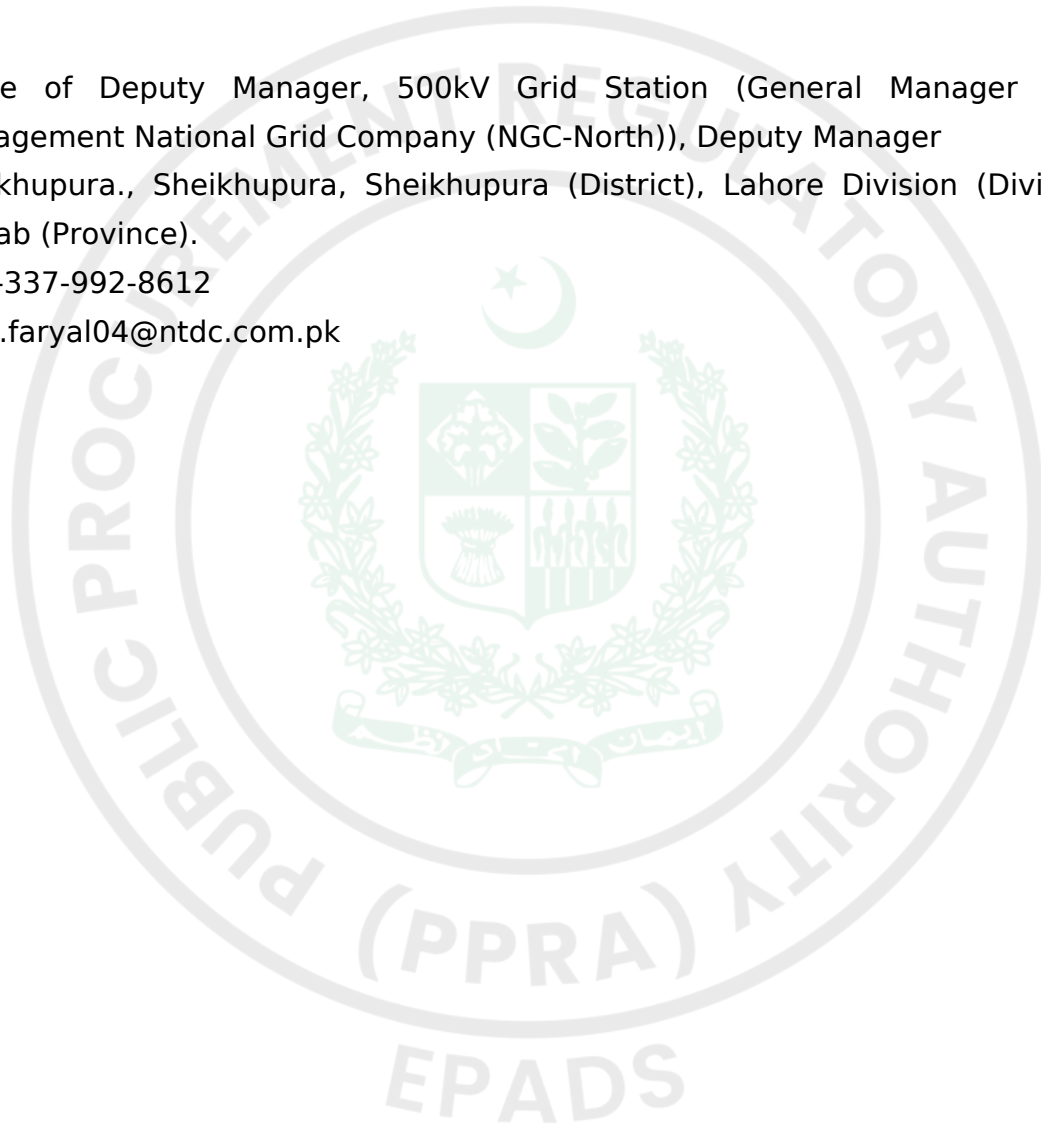 e of Deputy Manager, 500kV Grid Station (General Manager
agement National Grid Company (NGC-North)), Deputy Manager
khupura., Sheikhupura, Sheikhupura (District), Lahore Division (Divi
ab (Province).
-337-992-8612
.faryal04@ntdc.com.pk
PUBLIC PROCUREMENT REGULATORY AUTHORITY
(PPRA)
EPADS